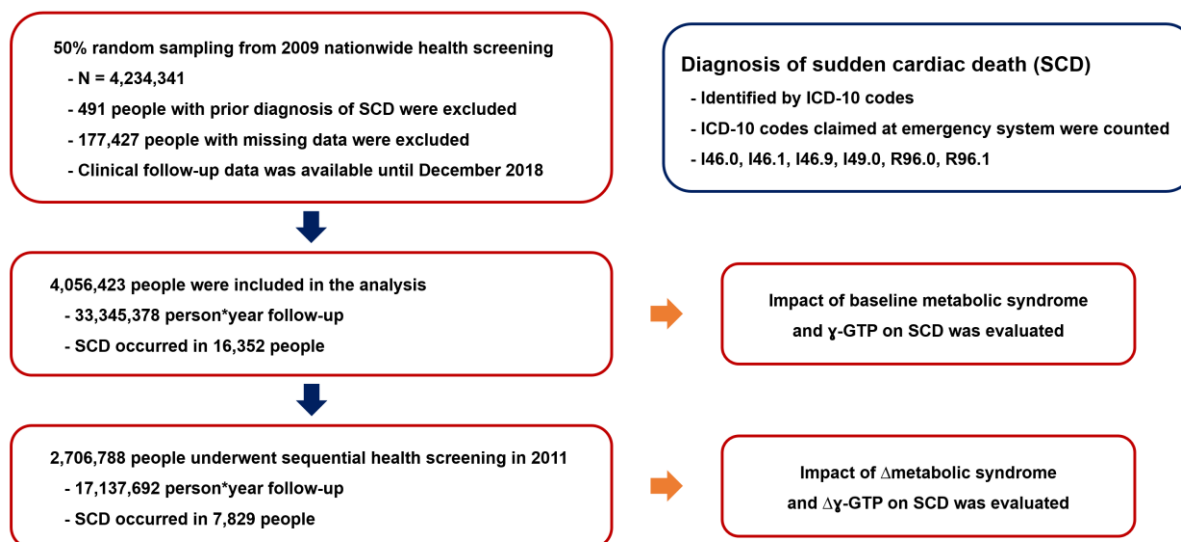 50% random sampling from 2009 nationwide health screening
- N = 4,234,341
- 491 people with prior diagnosis of SCD were excluded
- 177,427 people with missing data were excluded
- Clinical follow-up data was available until December 2018
Diagnosis of sudden cardiac death (SCD)
- Identified by ICD-10 codes
- ICD-10 codes claimed at emergency system were counted
- I46.0, I46.1, I46.9, I49.0, R96.0, R96.1
4,056,423 people were included in the analysis
- 33,345,378 person*year follow-up
- SCD occurred in 16,352 people
Impact of baseline metabolic syndrome
and ɣ-GTP on SCD was evaluated
2,706,788 people underwent sequential health screening in 2011
- 17,137,692 person*year follow-up
- SCD occurred in 7,829 people
Impact of Δmetabolic syndrome
and Δɣ-GTP on SCD was evaluated